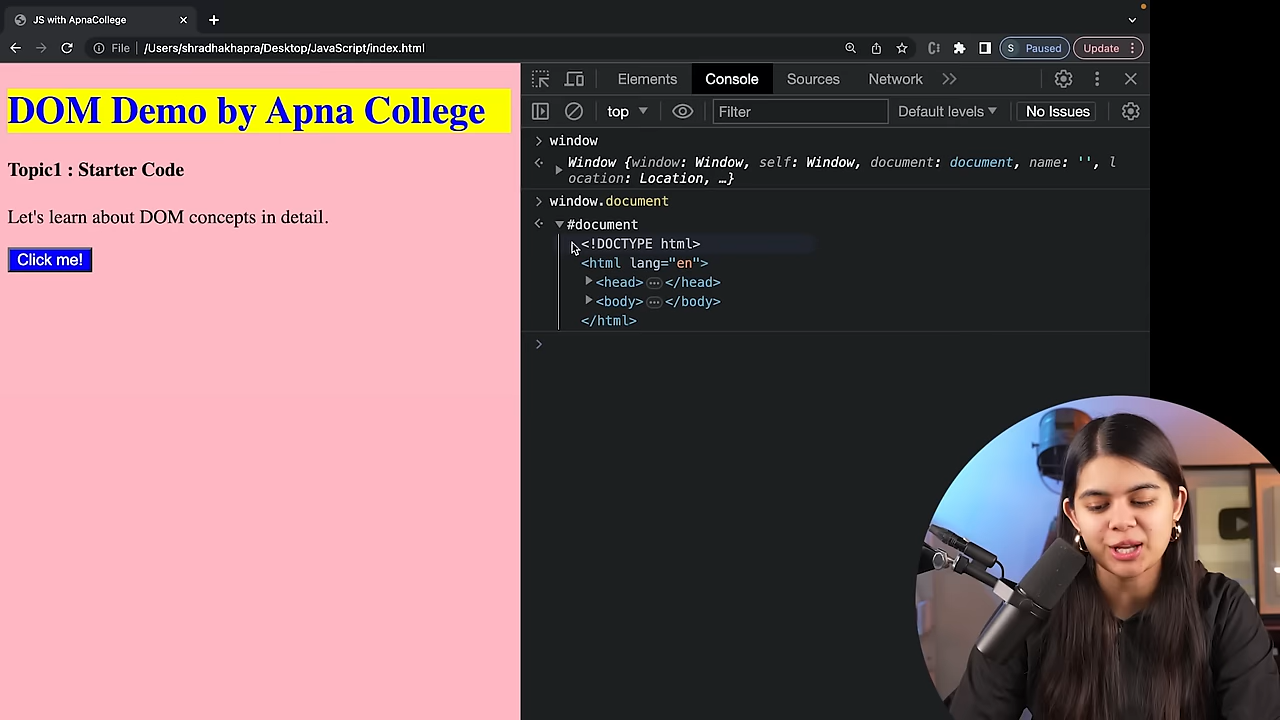 JS with ApnaCollege
File
/Users/shradhakhapra/Desktop/JavaScript/index.html
S Paused
Update
DOM Demo by Apna College
Topic1 : Starter Code
Let's learn about DOM concepts in detail.
Click me!
Elements
Console
Sources
Network
top
Filter
Default levels
No Issues
window
Window {window: Window, self: Window, document: document, name: '', l
ocation: Location, …}
window.document
#document
<!DOCTYPE html>
<html lang="en">
<head> … </head>
<body> … </body>
</html>